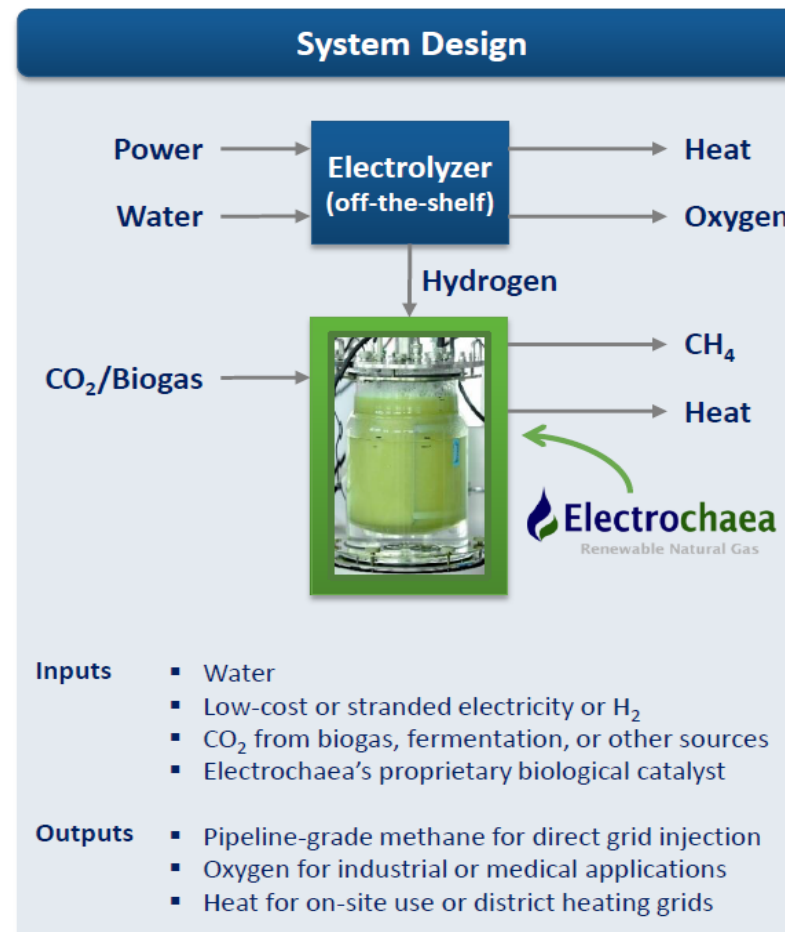 System Design
Power
Electrolyzer
(off-the-shelf)
Heat
Water
Oxygen
Hydrogen
CO₂/Biogas
CH₄
Heat
Electrochaea
Renewable Natural Gas
Inputs
▪ Water
▪ Low-cost or stranded electricity or H₂
▪ CO₂ from biogas, fermentation, or other sources
▪ Electrochaea’s proprietary biological catalyst
Outputs
▪ Pipeline-grade methane for direct grid injection
▪ Oxygen for industrial or medical applications
▪ Heat for on-site use or district heating grids